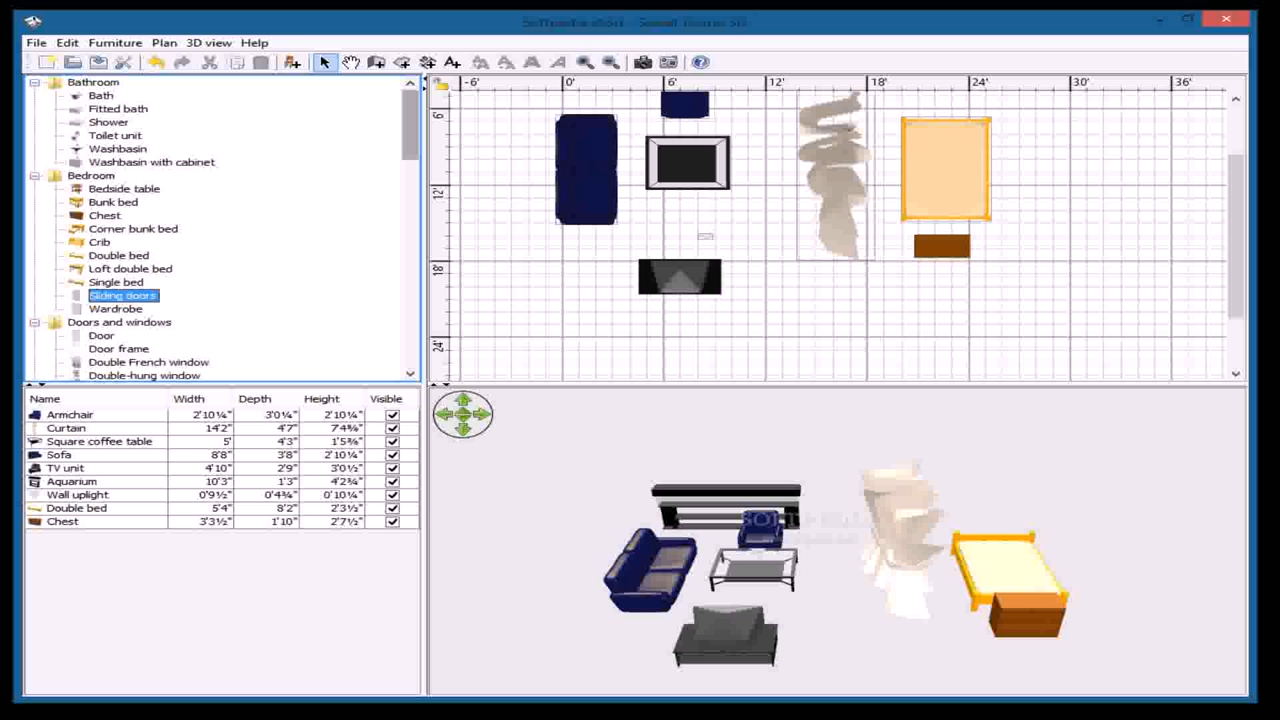 File Edit Furniture Plan 3D view Help
Bathroom
Bath
Fitted bath
Shower
Toilet unit
Washbasin
Washbasin with cabinet
Bedroom
Bedside table
Bunk bed
Chest
Corner bunk bed
Crib
Double bed
Loft double bed
Single bed
Sliding doors
Wardrobe
Doors and windows
Door
Door frame
Double French window
Double-hung window
-6' 0' 6' 12' 18' 24' 30' 36'
6'
12'
18'
24'
Name Width Depth Height Visible
Armchair 2'10¼" 3'0¼" 2'10¼"
Curtain 14'2" 4'7" 7'4⅜"
Square coffee table 5' 4'3" 1'5⅜"
Sofa 8'8" 3'8" 2'10¼"
TV unit 4'10" 2'9" 3'0½"
Aquarium 10'3" 1'3" 4'2¾"
Wall uplight 0'9½" 0'4¾" 0'10¼"
Double bed 5'4" 8'2" 2'3½"
Chest 3'3½" 1'10" 2'7½"